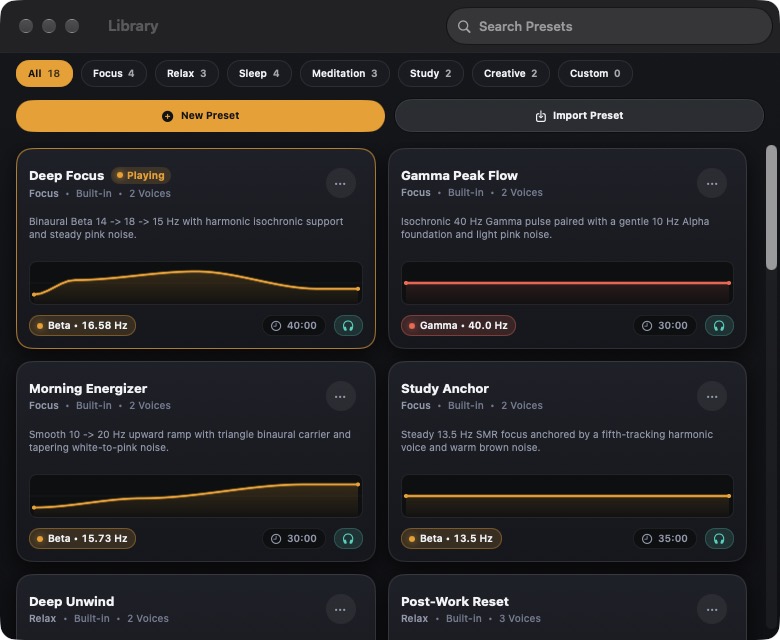 Library
Search Presets
All 18
Focus 4
Relax 3
Sleep 4
Meditation 3
Study 2
Creative 2
Custom 0
New Preset
Import Preset
Deep Focus
Playing
Focus • Built-in • 2 Voices
Binaural Beta 14 -> 18 -> 15 Hz with harmonic isochronic support
and steady pink noise.
Beta • 16.58 Hz
40:00
Gamma Peak Flow
Focus • Built-in • 2 Voices
Isochronic 40 Hz Gamma pulse paired with a gentle 10 Hz Alpha
foundation and light pink noise.
Gamma • 40.0 Hz
30:00
Morning Energizer
Focus • Built-in • 2 Voices
Smooth 10 -> 20 Hz upward ramp with triangle binaural carrier and
tapering white-to-pink noise.
Beta • 15.73 Hz
30:00
Study Anchor
Focus • Built-in • 2 Voices
Steady 13.5 Hz SMR focus anchored by a fifth-tracking harmonic
voice and warm brown noise.
Beta • 13.5 Hz
35:00
Deep Unwind
Relax • Built-in • 2 Voices
Post-Work Reset
Relax • Built-in • 3 Voices